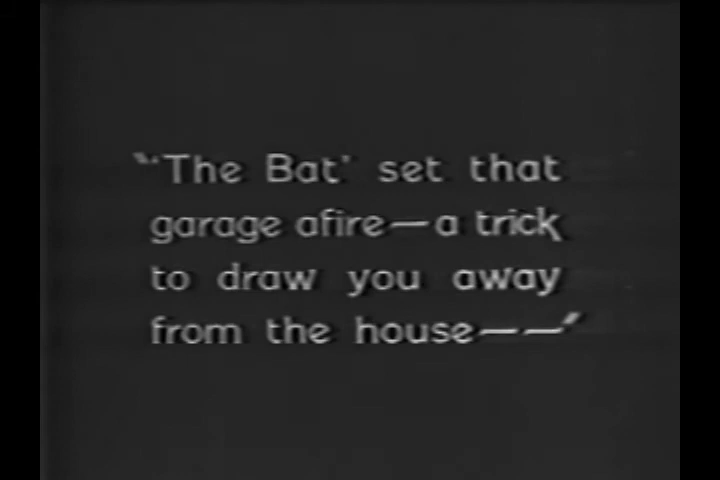 "'The Bat' set that
garage afire—a trick
to draw you away
from the house——"